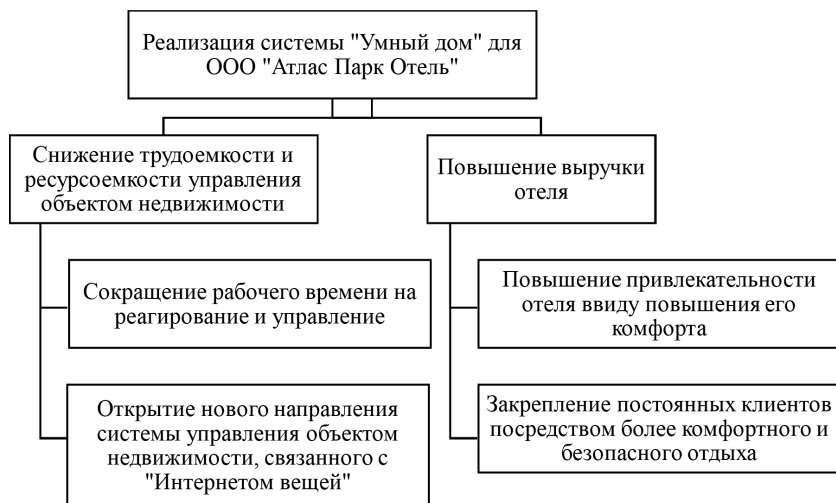 Реализация системы "Умный дом" для
ООО "Атлас Парк Отель"
Снижение трудоемкости и
ресурсоемкости управления
объектом недвижимости
Сокращение рабочего времени на
реагирование и управление
Открытие нового направления
системы управления объектом
недвижимости, связанного с
"Интернетом вещей"
Повышение выручки
отеля
Повышение привлекательности
отеля ввиду повышения его
комфорта
Закрепление постоянных клиентов
посредством более комфортного и
безопасного отдыха